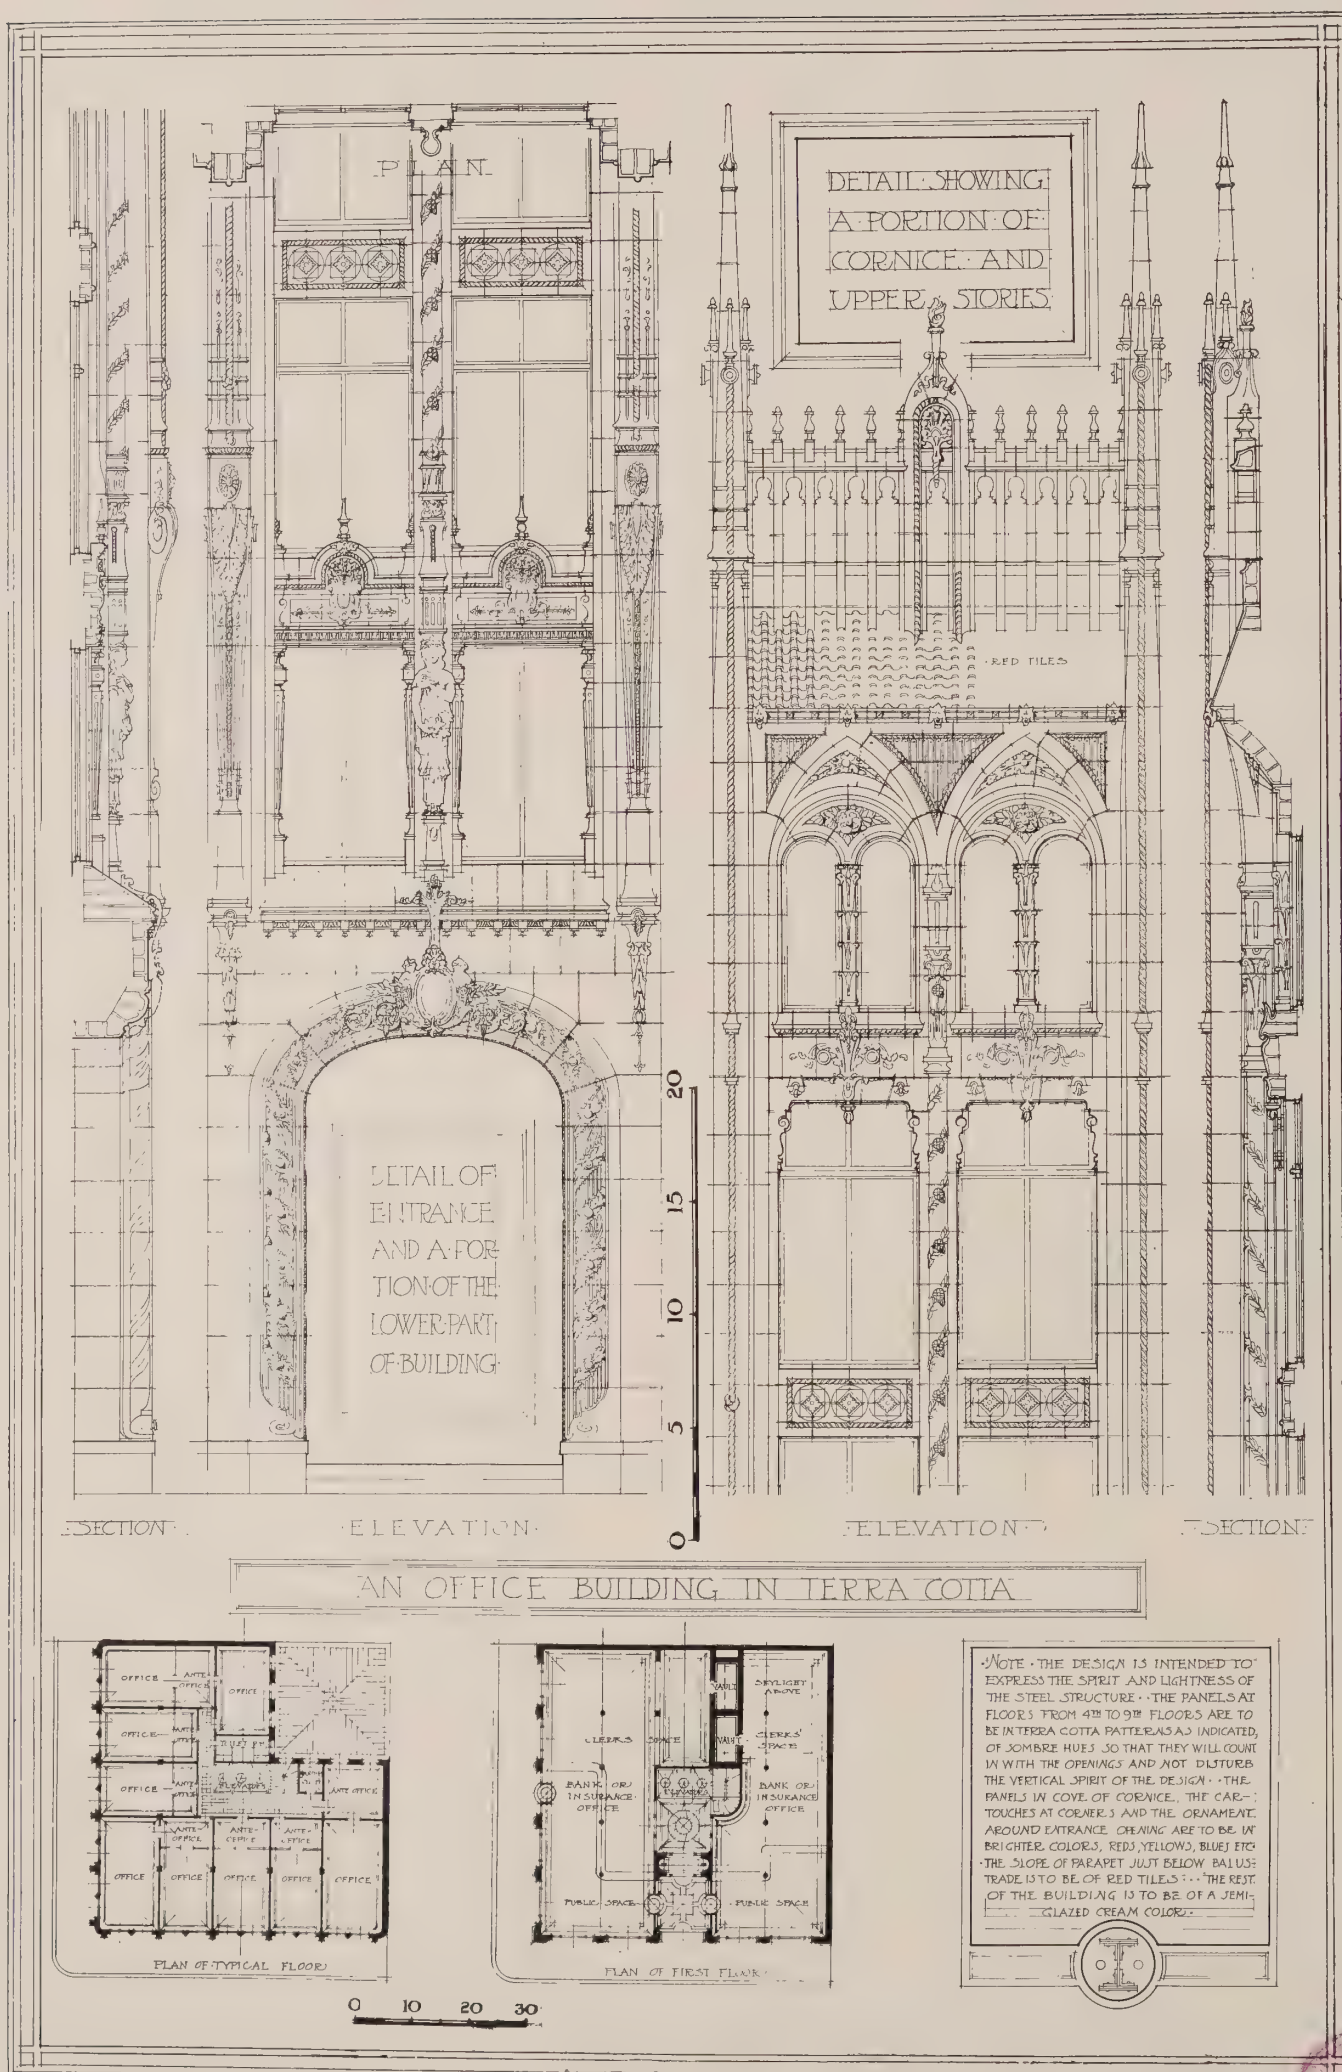 PLAN
DETAIL·SHOWING
A·PORTION·OF·
CORNICE·AND
UPPER·STORIES
·RED TILES
DETAIL OF
ENTRANCE
AND A·POR-
TION·OF THE
LOWER·PART
OF·BUILDING·
20
15
10
5
0
·SECTION·
·ELEVATION·
·ELEVATION·
·SECTION·
AN OFFICE BUILDING IN TERRA COTTA
OFFICE
ANTE
OFFICE
OFFICE
OFFICE
ANTE
OFFICE
TOILET
OFFICE
ANTE
OFFICE
ELEVATORS
ANTE OFFICE
ANTE-
OFFICE
ANTE-
OFFICE
ANTE-
OFFICE
OFFICE
OFFICE
OFFICE
OFFICE
OFFICE
PLAN OF·TYPICAL FLOOR
VAULT
SKYLIGHT
ABOVE
CLERKS SPACE
VAULT
CLERKS'
SPACE
BANK OR
INSURANCE
OFFICE
ELEVATORS
BANK OR
INSURANCE
OFFICE
PUBLIC SPACE
PUBLIC SPACE
PLAN OF FIRST FLOOR·
0 10 20 30
·NOTE·THE DESIGN IS INTENDED TO
EXPRESS THE SPIRIT AND LIGHTNESS OF
THE STEEL STRUCTURE··THE PANELS AT
FLOORS FROM 4TH TO 9TH FLOORS ARE TO
BE IN TERRA COTTA PATTERNS AS INDICATED,
OF SOMBRE HUES SO THAT THEY WILL COUNT
IN WITH THE OPENINGS AND NOT DISTURB
THE VERTICAL SPIRIT OF THE DESIGN··THE
PANELS IN COVE OF CORNICE, THE CAR-
TOUCHES AT CORNERS AND THE ORNAMENT
AROUND ENTRANCE OPENING ARE TO BE IN
BRIGHTER COLORS, REDS, YELLOWS, BLUES ETC·
·THE SLOPE OF PARAPET JUST BELOW BALUS-
TRADE IS TO BE OF RED TILES:··THE REST
OF THE BUILDING IS TO BE OF A SEMI-
GLAZED CREAM COLOR·